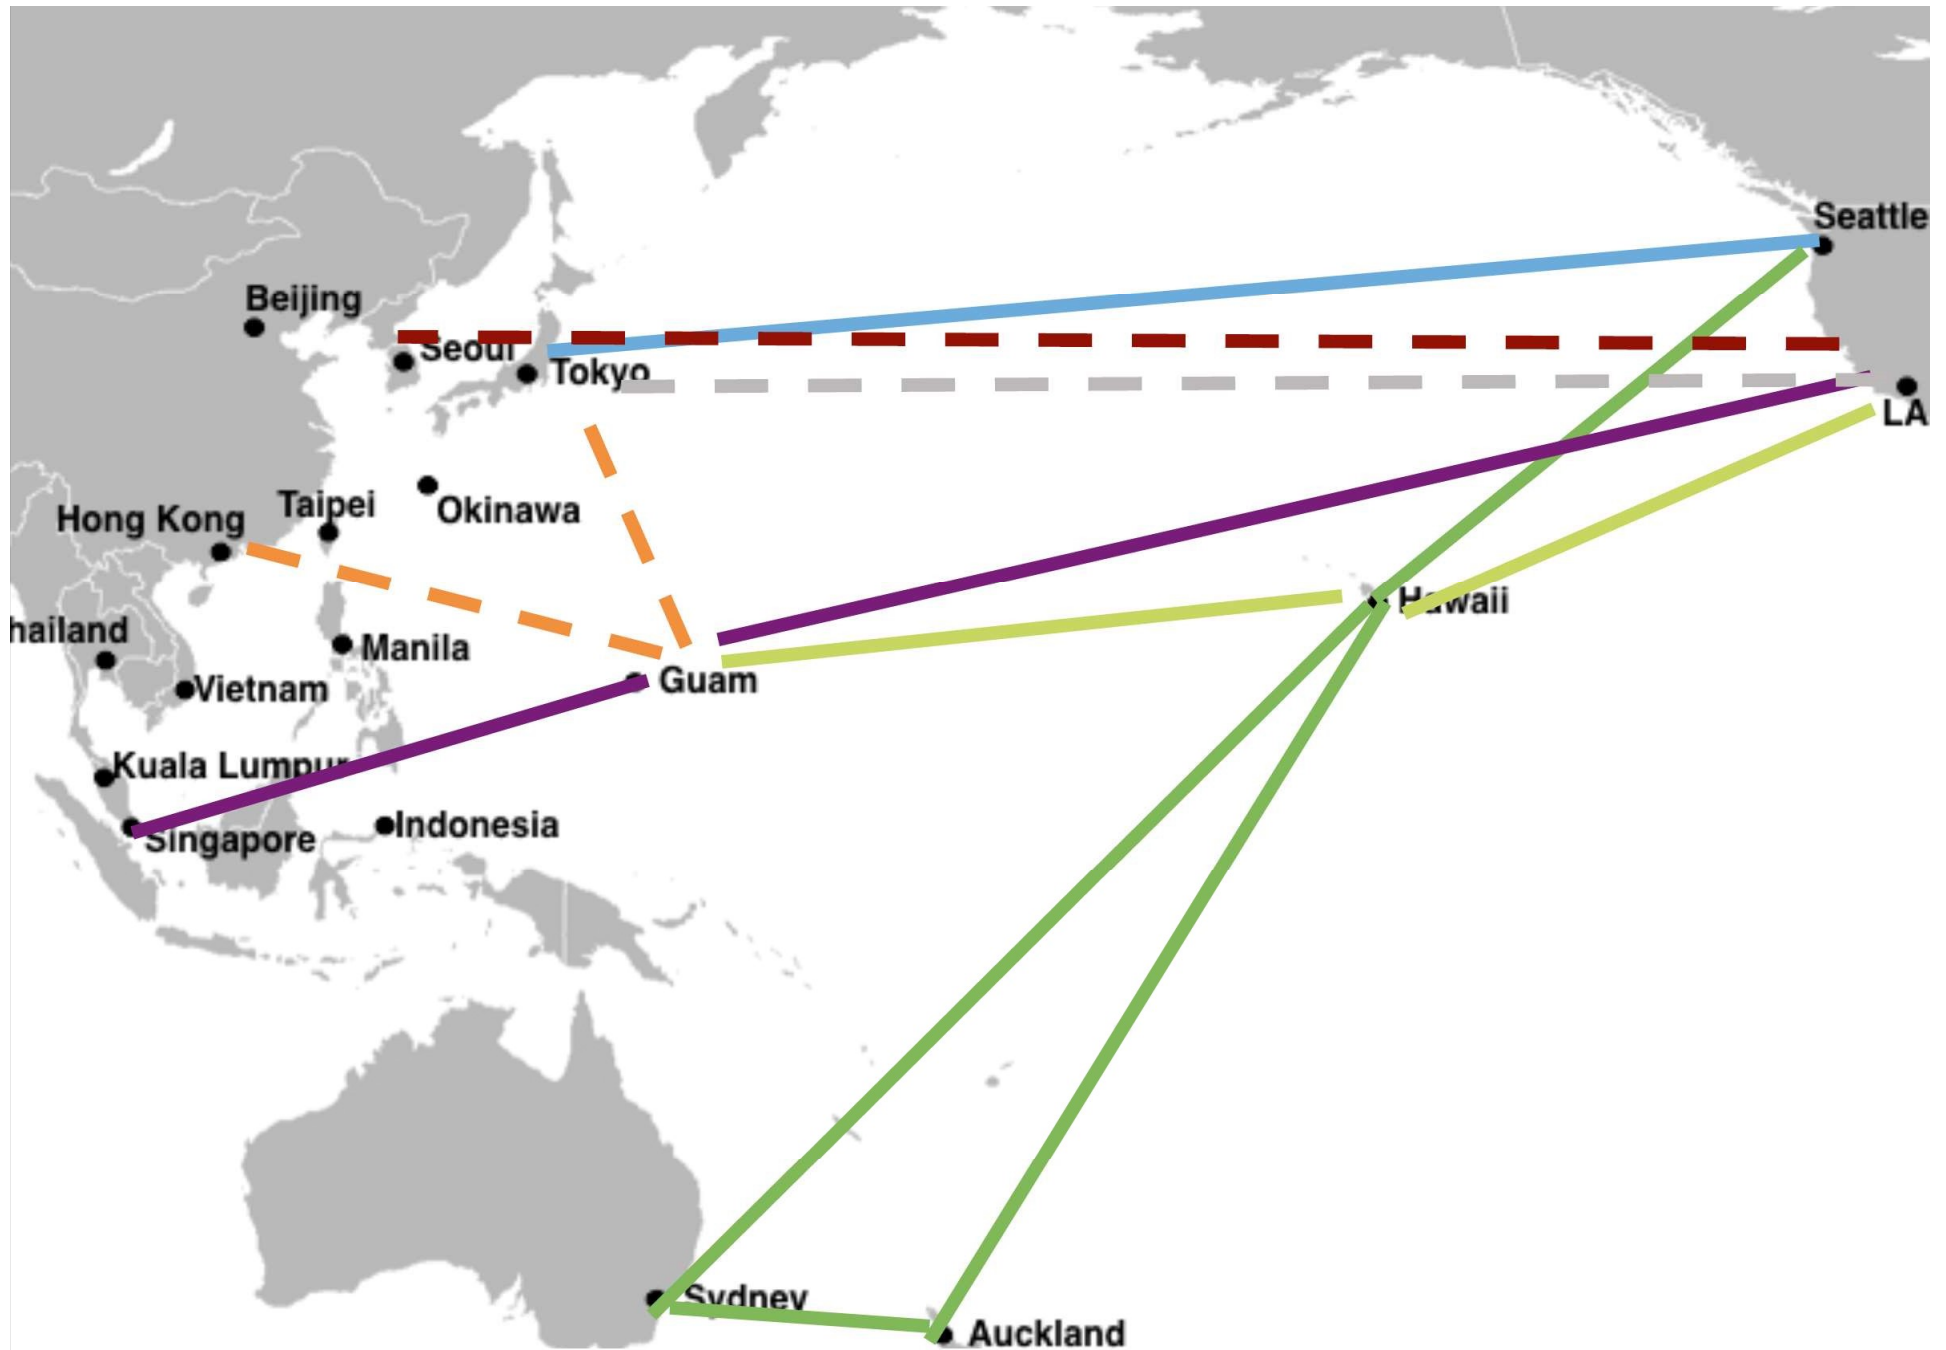 Seattle
Beijing
Seoul
Tokyo
LA
Okinawa
Taipei
Hong Kong
Hawaii
hailand
Manila
Guam
Vietnam
Kuala Lumpur
Singapore
Indonesia
Sydney
Auckland